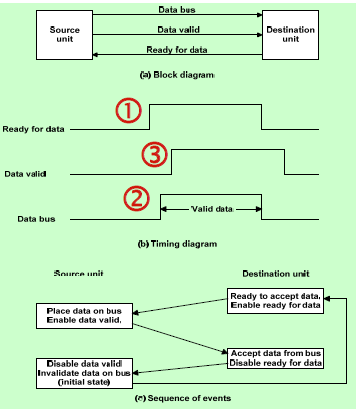 Data bus
Source
unit
Data valid
Destination
unit
Ready for data
(a) Block diagram
1
Ready for data
3
Data valid
2
Valid data
Data bus
(b) Timing diagram
Source unit
Destination unit
Ready to accept data.
Enable ready for data
Place data on bus
Enable data valid.
Accept data from bus
Disable ready for data
Disable data valid
Invalidate data on bus
(initial state)
(c) Sequence of events